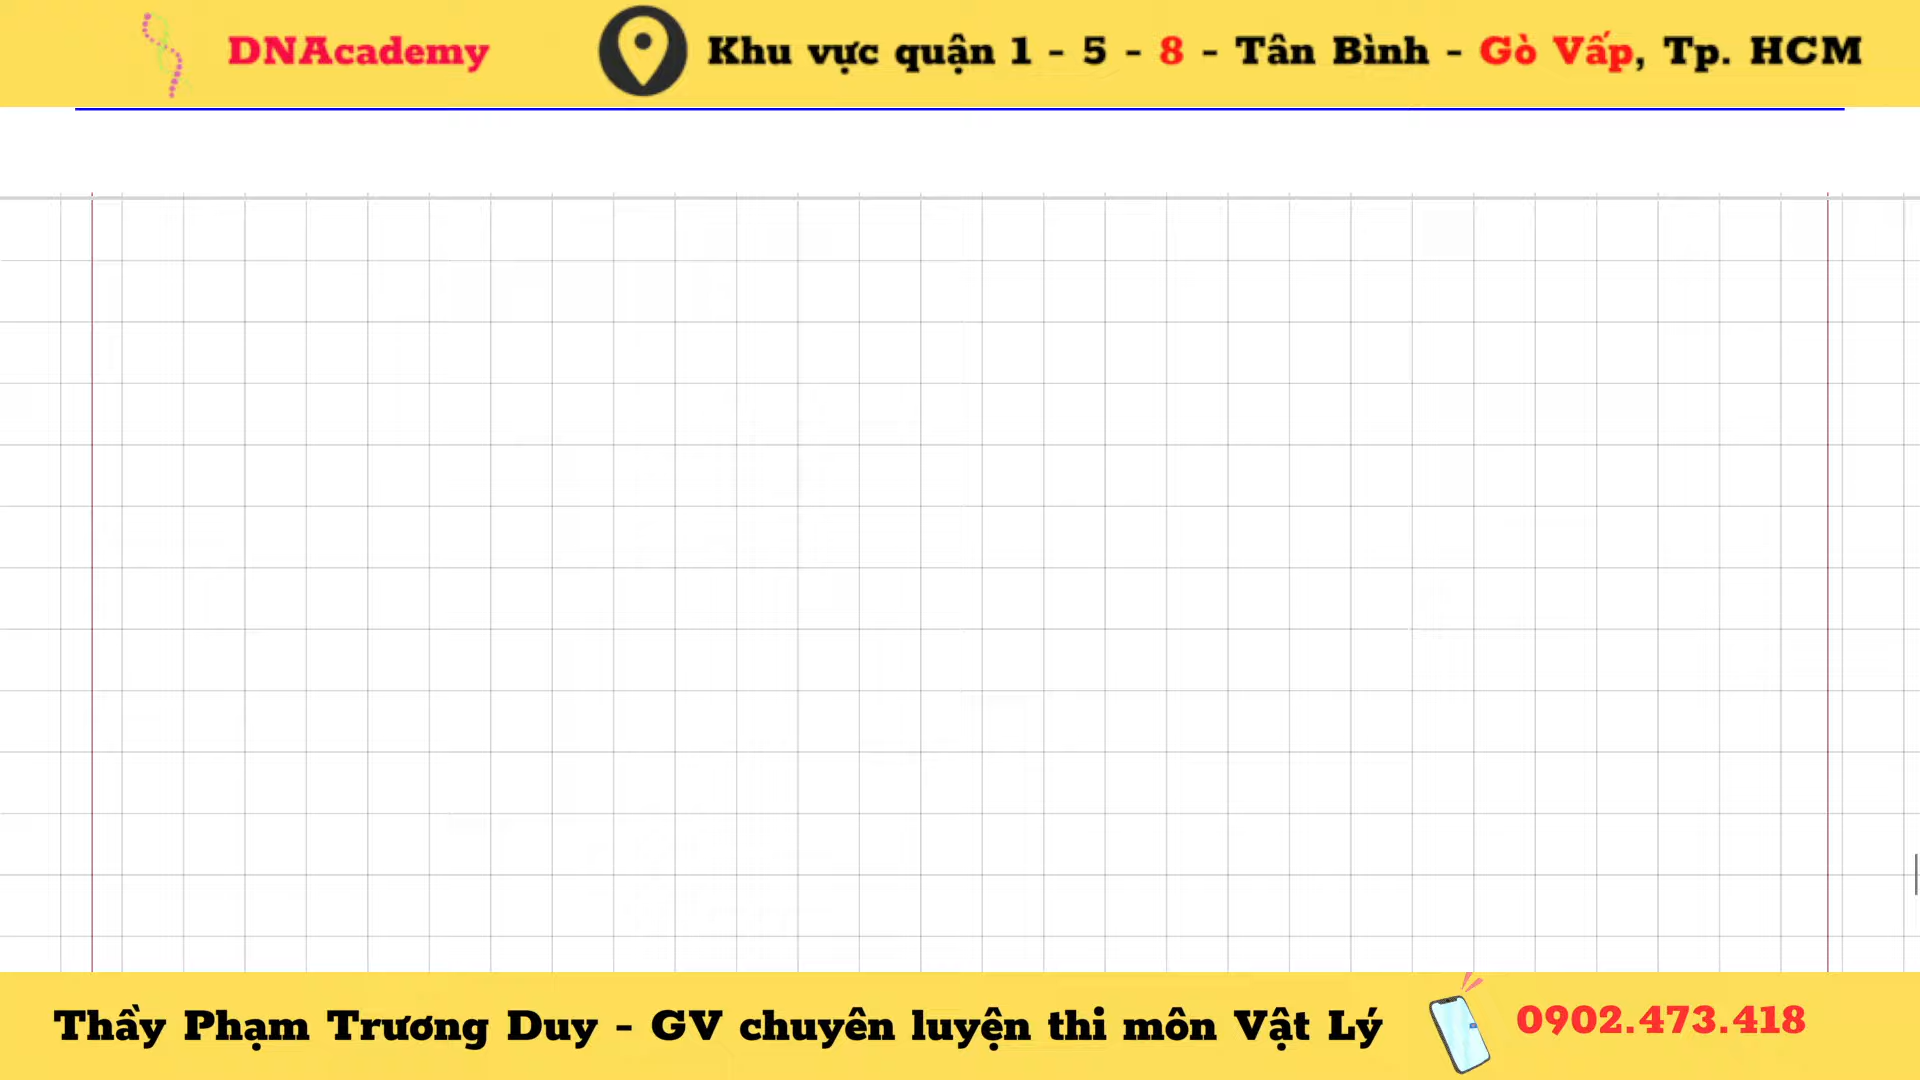 DNAcademy
Khu vực quận 1 - 5 - 8 - Tân Bình - Gò Vấp, Tp. HCM
Thầy Phạm Trương Duy - GV chuyên luyện thi môn Vật Lý
0902.473.418